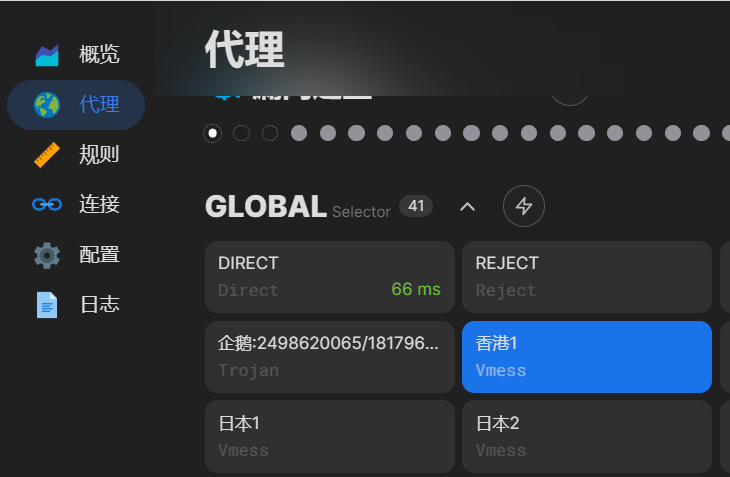 概览
代理
规则
连接
配置
日志
代理
GLOBAL Selector 41
DIRECT
Direct 66 ms
REJECT
Reject
企鹅:2498620065/181796...
Trojan
香港1
Vmess
日本1
Vmess
日本2
Vmess